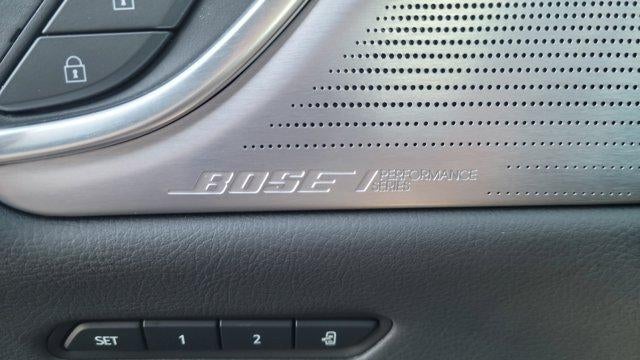 BOSE PERFORMANCE
SERIES
SET 1 2